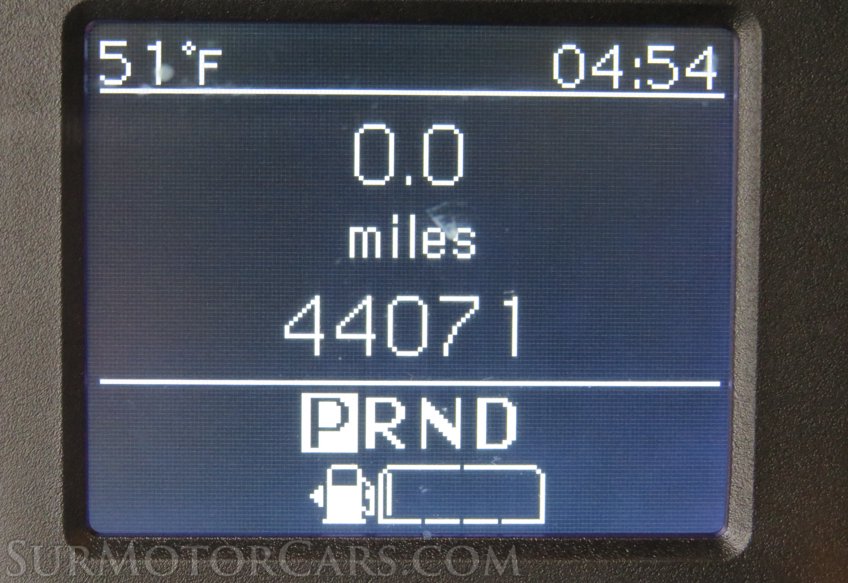 51°F 04:54
0.0
miles
44071
PRND
SURMOTORCARS.COM